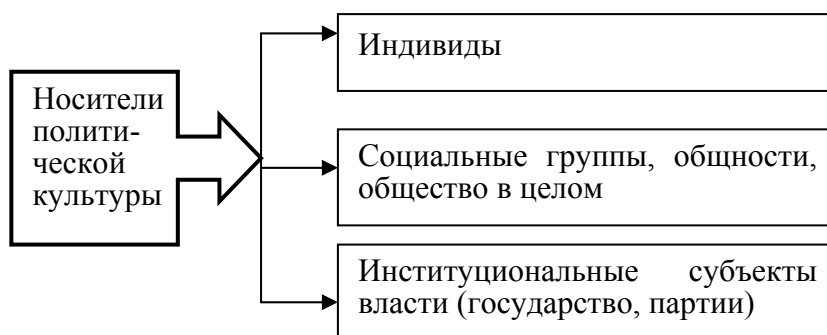 Носители
полити-
ческой
культуры
Индивиды
Социальные группы, общности,
общество в целом
Институциональные субъекты
власти (государство, партии)